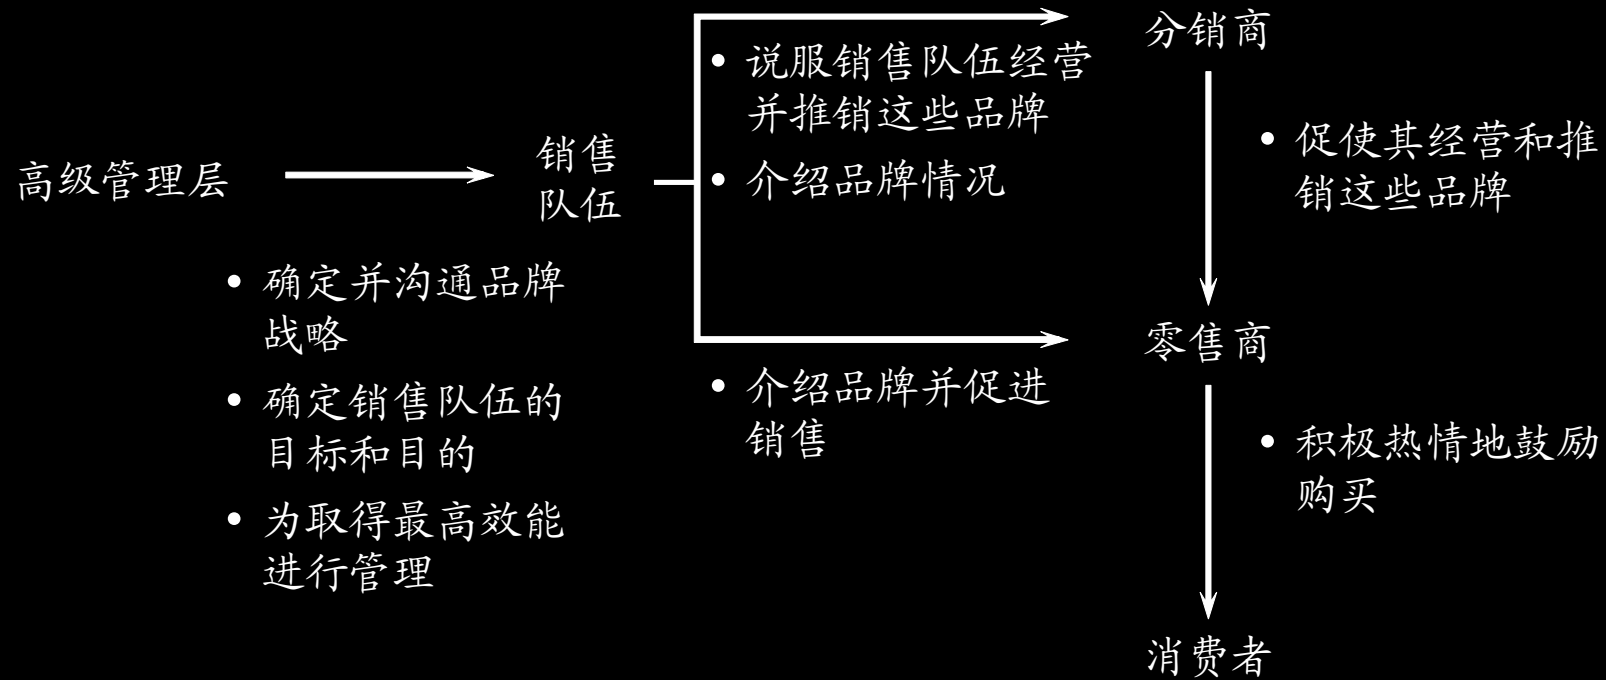 高级管理层
• 确定并沟通品牌
战略
• 确定销售队伍的
目标和目的
• 为取得最高效能
进行管理
销售
队伍
• 说服销售队伍经营
并推销这些品牌
• 介绍品牌情况
• 介绍品牌并促进
销售
分销商
• 促使其经营和推
销这些品牌
零售商
• 积极热情地鼓励
购买
消费者